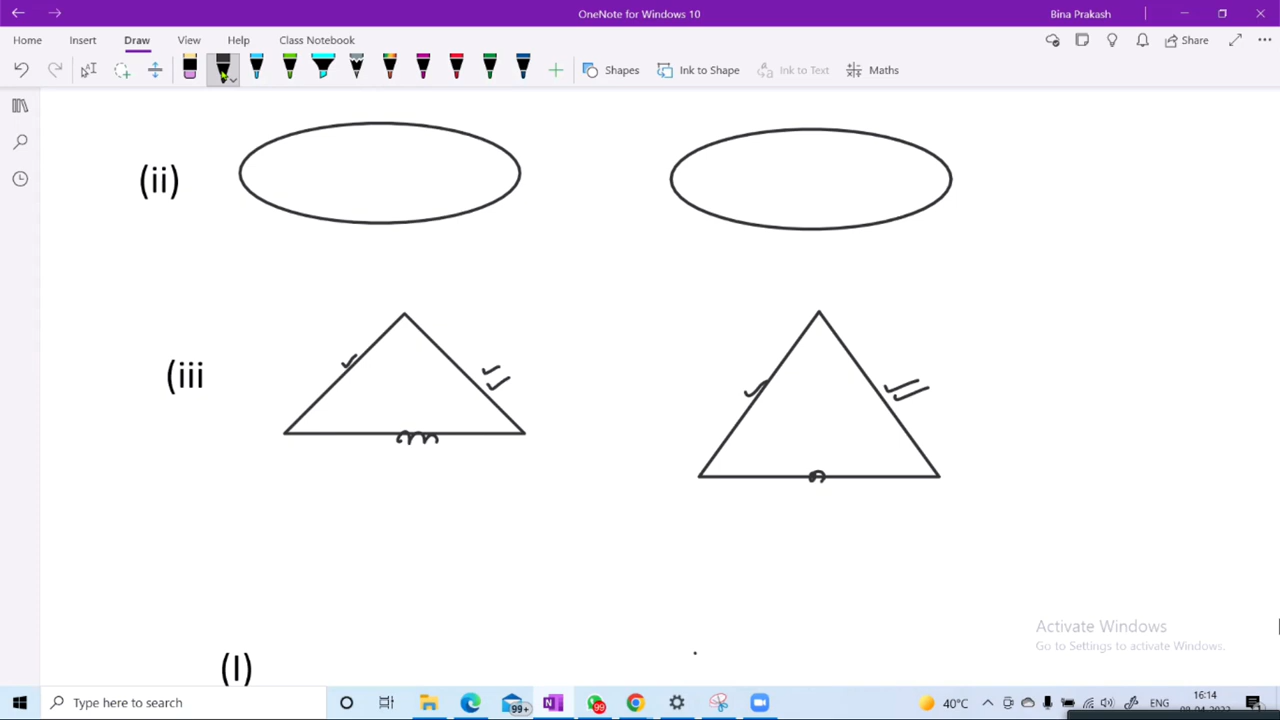 OneNote for Windows 10
Bina Prakash
Home Insert Draw View Help Class Notebook
Share
Shapes Ink to Shape Ink to Text Maths
(ii)
(iii
(I)
Activate Windows
Go to Settings to activate Windows.
Type here to search
99+
N
99
40°C
ENG
16:14